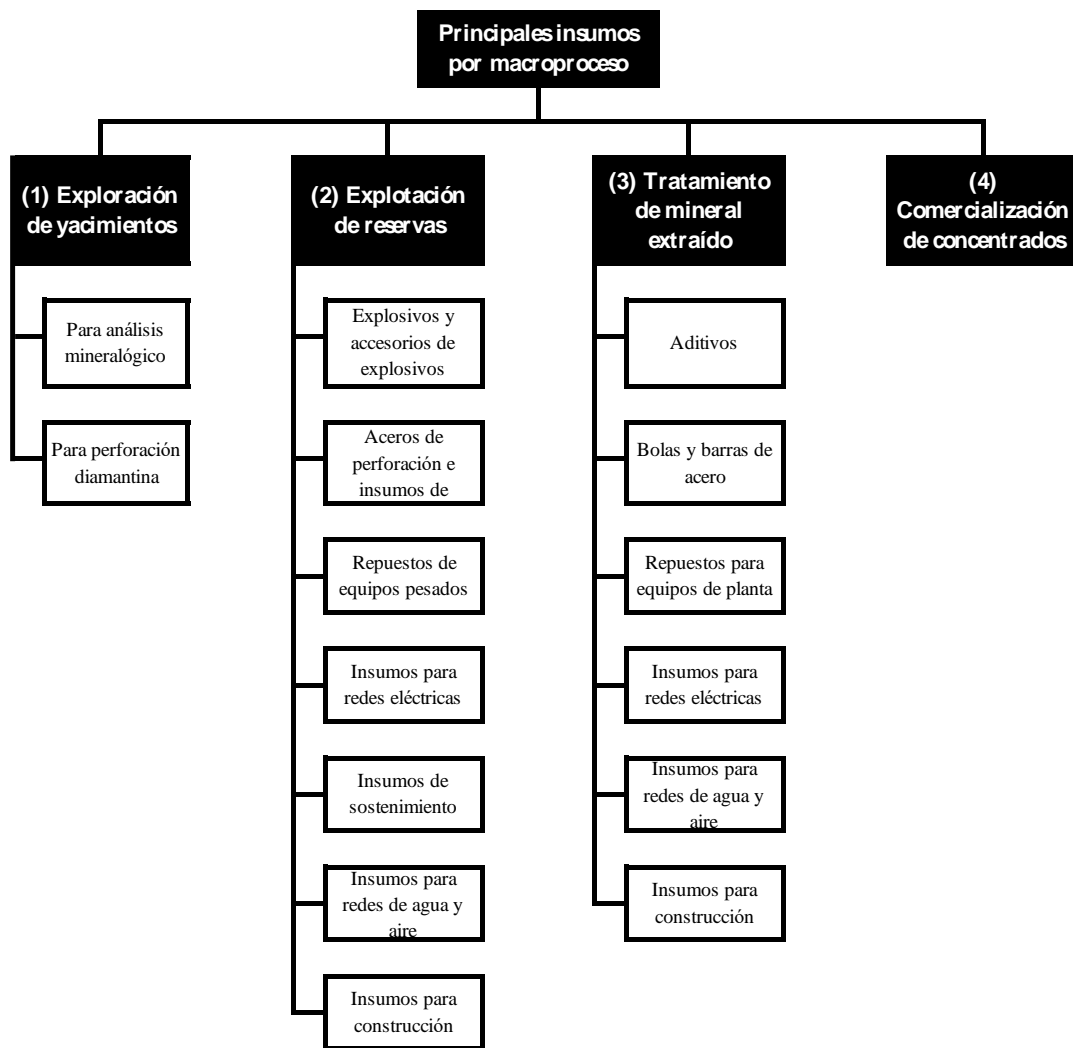 Principales insumos
por macroproceso
(1) Exploración
de yacimientos
Para análisis
mineralógico
Para perforación
diamantina
(2) Explotación
de reservas
Explosivos y
accesorios de
explosivos
Aceros de
perforación e
insumos de
Repuestos de
equipos pesados
Insumos para
redes eléctricas
Insumos de
sostenimiento
Insumos para
redes de agua y
aire
Insumos para
construcción
(3) Tratamiento
de mineral
extraído
Aditivos
Bolas y barras de
acero
Repuestos para
equipos de planta
Insumos para
redes eléctricas
Insumos para
redes de agua y
aire
Insumos para
construcción
(4)
Comercialización
de concentrados